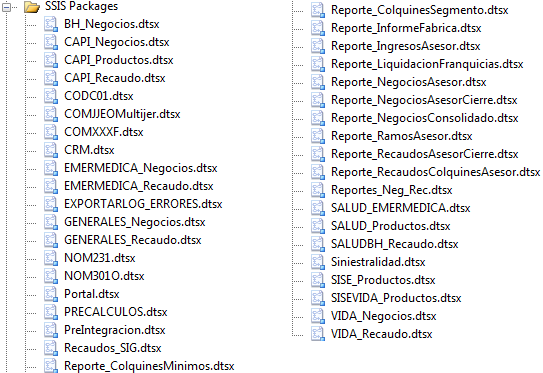 SSIS Packages
BH_Negocios.dtsx
CAPI_Negocios.dtsx
CAPI_Productos.dtsx
CAPI_Recaudo.dtsx
CODC01.dtsx
COMJJEOMultijer.dtsx
COMXXXF.dtsx
CRM.dtsx
EMERMEDICA_Negocios.dtsx
EMERMEDICA_Recaudo.dtsx
EXPORTARLOG_ERRORES.dtsx
GENERALES_Negocios.dtsx
GENERALES_Recaudo.dtsx
NOM231.dtsx
NOM301O.dtsx
Portal.dtsx
PRECALCULOS.dtsx
PreIntegracion.dtsx
Recaudos_SIG.dtsx
Reporte_ColquinesMinimos.dtsx
Reporte_ColquinesSegmento.dtsx
Reporte_InformeFabrica.dtsx
Reporte_IngresosAsesor.dtsx
Reporte_LiquidacionFranquicias.dtsx
Reporte_NegociosAsesor.dtsx
Reporte_NegociosAsesorCierre.dtsx
Reporte_NegociosConsolidado.dtsx
Reporte_RamosAsesor.dtsx
Reporte_RecaudosAsesorCierre.dtsx
Reporte_RecaudosColquinesAsesor.dtsx
Reportes_Neg_Rec.dtsx
SALUD_EMERMEDICA.dtsx
SALUD_Productos.dtsx
SALUDBH_Recaudo.dtsx
Siniestralidad.dtsx
SISE_Productos.dtsx
SISEVIDA_Productos.dtsx
VIDA_Negocios.dtsx
VIDA_Recaudo.dtsx